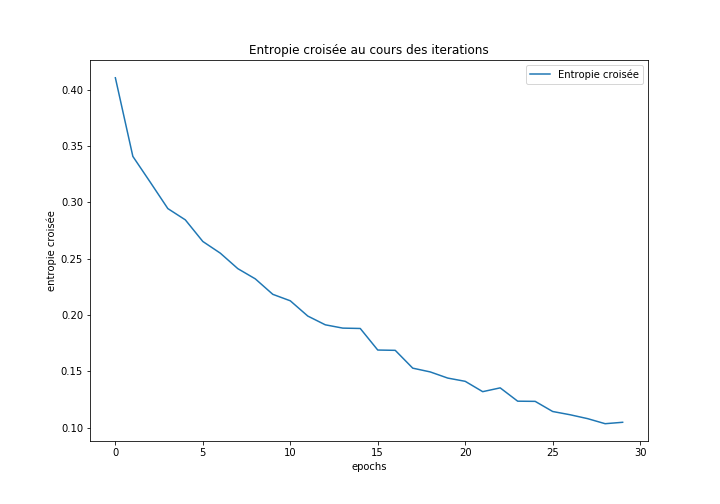 Entropie croisée au cours des iterations
Entropie croisée
0.40
0.35
0.30
0.25
0.20
0.15
0.10
entropie croisée
0 5 10 15 20 25 30
epochs